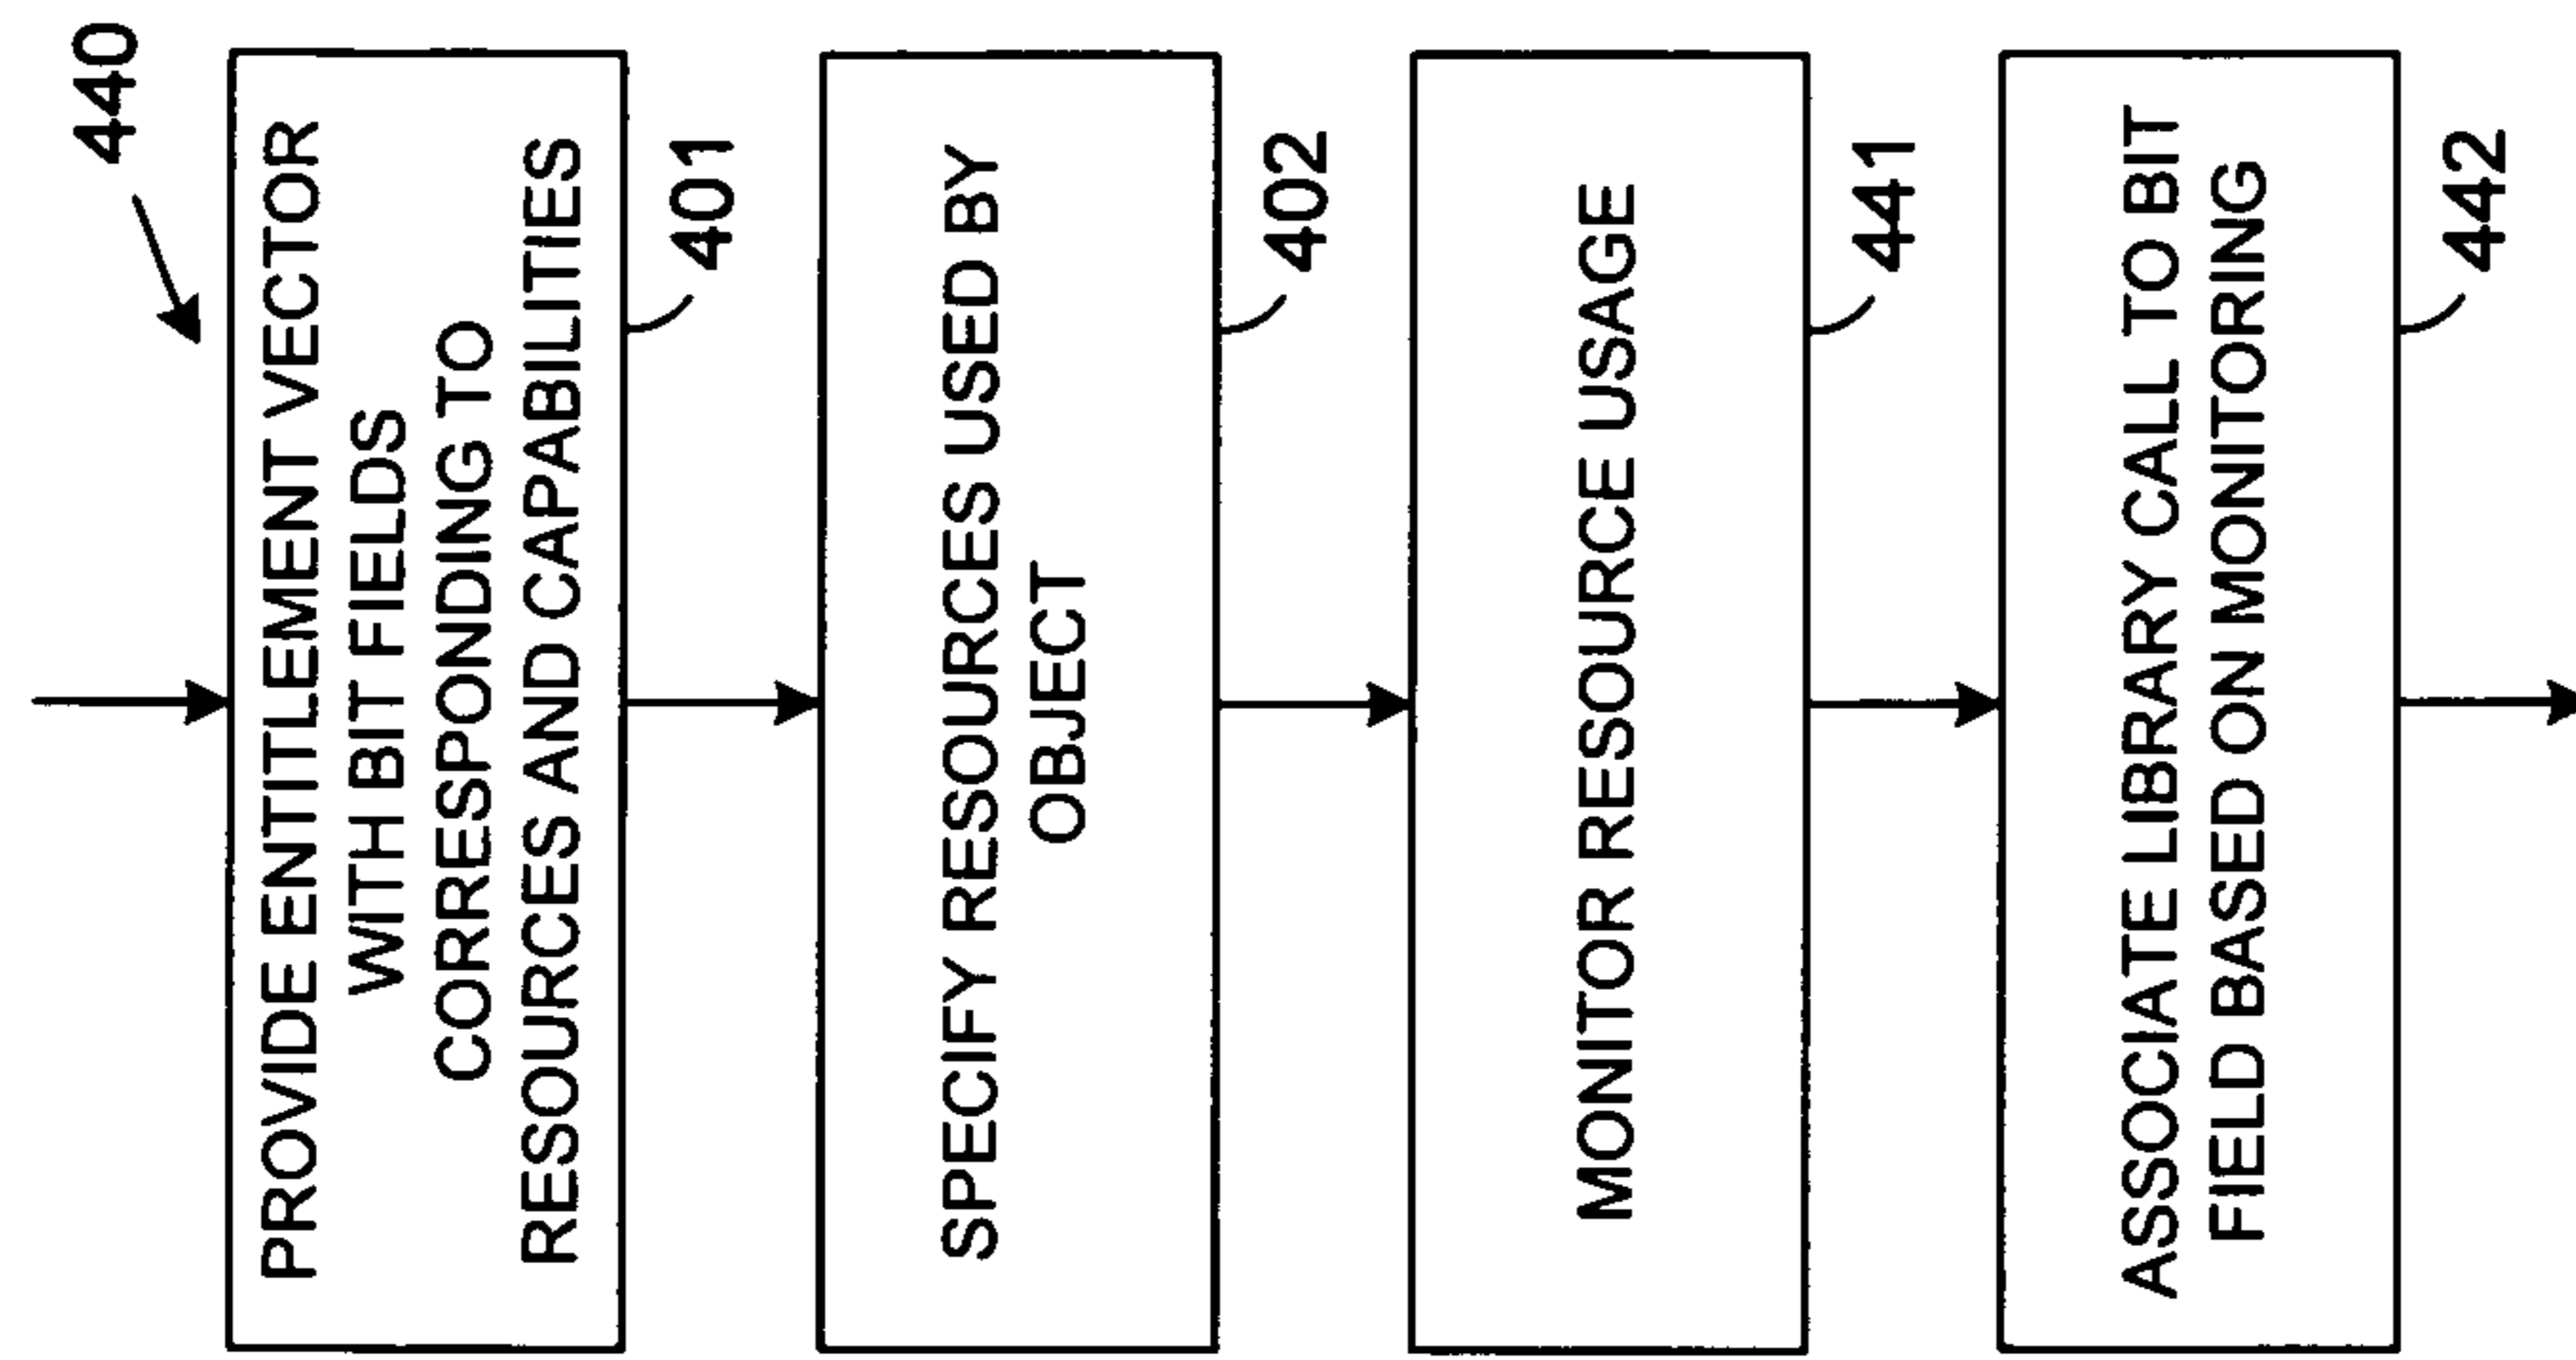 440
PROVIDE ENTITLEMENT VECTOR
WITH BIT FIELDS
CORRESPONDING TO
RESOURCES AND CAPABILITIES
401
SPECIFY RESOURCES USED BY
OBJECT
402
MONITOR RESOURCE USAGE
441
ASSOCIATE LIBRARY CALL TO BIT
FIELD BASED ON MONITORING
442